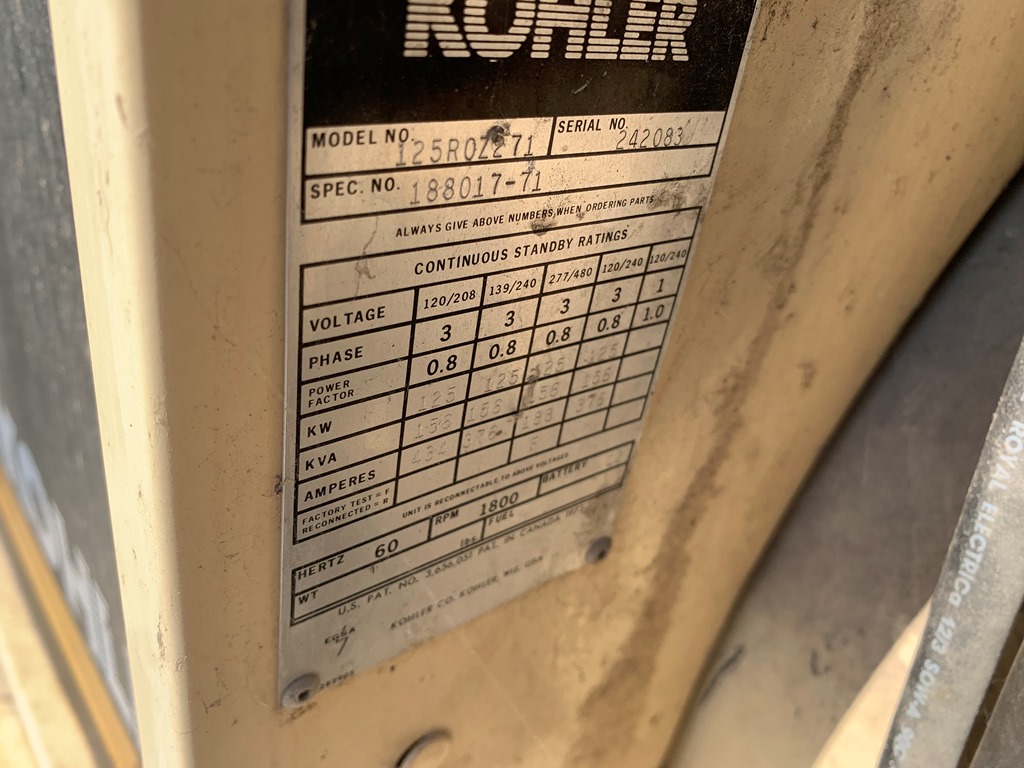 KOHLER
MODEL NO. 125ROZ271 SERIAL NO. 242083
SPEC. NO. 188017-71
ALWAYS GIVE ABOVE NUMBERS, WHEN ORDERING PARTS
CONTINUOUS STANDBY RATINGS
VOLTAGE 120/208 139/240 277/480 120/240 120/240
PHASE 3 3 3 3 1
POWER FACTOR 0.8 0.8 0.8 0.8 1.0
KW 125 125 125 125
KVA 156 156 156 156
AMPERES 434 376 188 376
FACTORY TEST = F
RECONNECTED = R F
UNIT IS RECONNECTABLE TO ABOVE VOLTAGES
HERTZ 60 RPM 1800 BATTERY
WT lbs FUEL
U.S. PAT. NO. 3,656,051 PAT. IN CANADA
KOHLER CO. KOHLER, WIS. USA
EGSA
ROYAL ELECTRIC 12/3 SOW-A